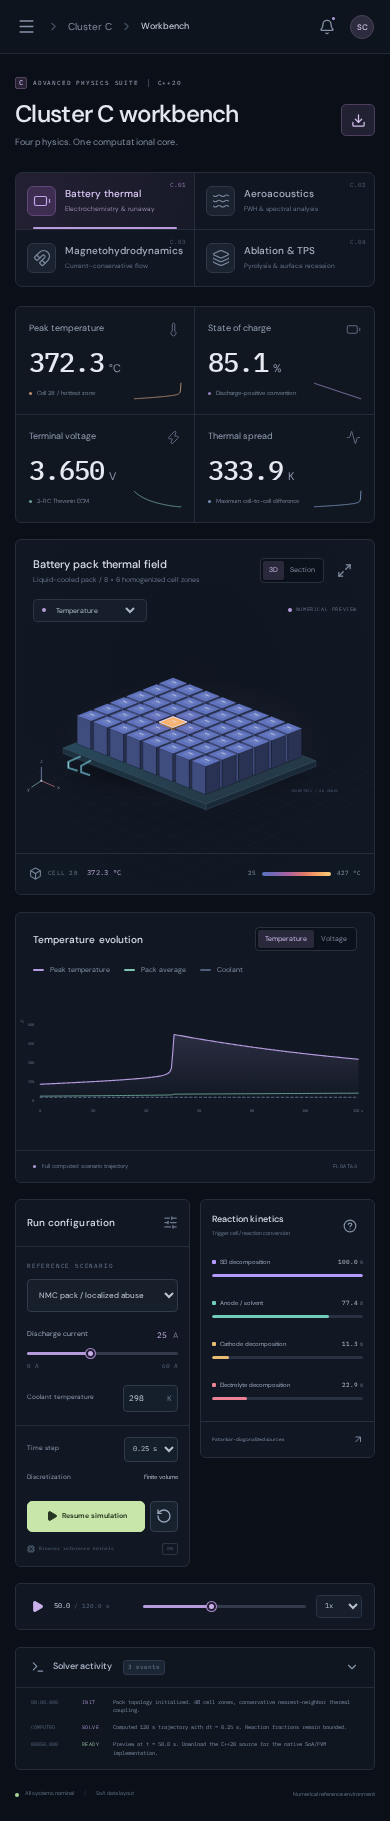 Cluster C
Workbench
SC
C ADVANCED PHYSICS SUITE | C++20
Cluster C workbench
Four physics. One computational core.
C.01
Battery thermal
Electrochemistry & runaway
C.02
Aeroacoustics
FWH & spectral analysis
C.03
Magnetohydrodynamics
Current-conservative flow
C.04
Ablation & TPS
Pyrolysis & surface recession
Peak temperature
372.3 °C
Cell 28 / hottest zone
State of charge
85.1 %
Discharge-positive convention
Terminal voltage
3.650 V
2-RC Thevenin ECM
Thermal spread
333.9 K
Maximum cell-to-cell difference
Battery pack thermal field
Liquid-cooled pack / 8 × 6 homogenized cell zones
3D Section
Temperature
NUMERICAL PREVIEW
Z
Y
X
CELL 28 372.3 °C
25 427 °C
Temperature evolution
Temperature Voltage
Peak temperature Pack average Coolant
Full computed scenario trajectory
FLOAT64
Run configuration
REFERENCE SCENARIO
NMC pack / localized abuse
Discharge current 25 A
0 A 60 A
Coolant temperature 298 K
Time step 0.25 s
Discretization Finite volume
Resume simulation
Browser inference kernels
Reaction kinetics
Trigger cell / reaction conversion
SEI decomposition 100.0
Anode / solvent 77.4
Cathode decomposition 11.3
Electrolyte decomposition 22.9
Patankar-diagonalized sources
50.0 / 120.0 s
1x
Solver activity 3 events
00:00.000 INIT Pack topology initialized. 48 cell zones, conservative nearest-neighbor thermal
coupling.
COMPUTED SOLVE Computed 120 s trajectory with dt = 0.25 s. Reaction fractions remain bounded.
00050.000 READY Preview at t = 50.0 s. Download the C++20 source for the native SoA/FVM
implementation.
All systems nominal / SoA data layout
Numerical reference environment